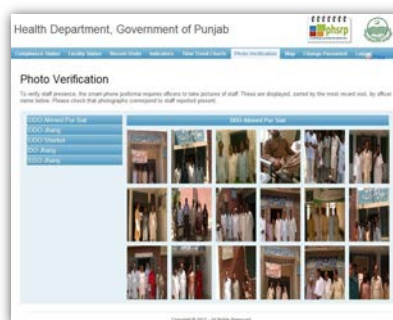 Health Department, Government of Punjab
phsrp
Compliance Status Facility Status Recent Visits Indicators Time Trend Charts Photo Verification Map Change Password
Photo Verification
To verify staff presence, the smart-phone proforma requires officers to take pictures of staff. These are displayed, sorted by the most recent visit, by officer
name below. Please check that photographs correspond to staff reported present.
DDO Ahmed Pur Sial
DDO Ahmed Pur Sial
DDO Jhang
DDO Shorkot
DO Jhang
EDO Jhang